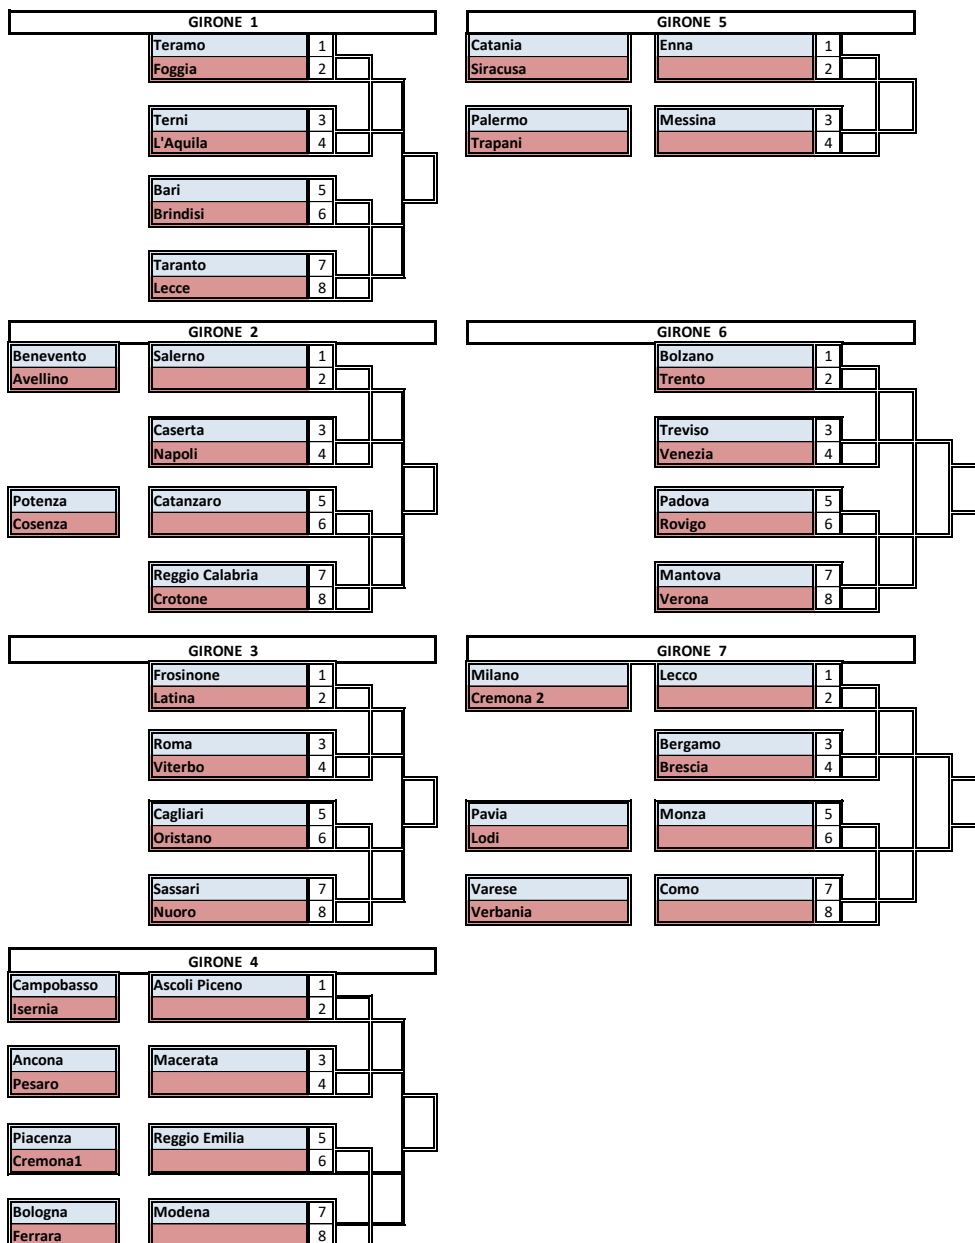 GIRONE 1
Teramo 1
Foggia 2
Terni 3
L'Aquila 4
Bari 5
Brindisi 6
Taranto 7
Lecce 8
GIRONE 2
Benevento Salerno 1
Avellino 2
Caserta 3
Napoli 4
Potenza Catanzaro 5
Cosenza 6
Reggio Calabria 7
Crotone 8
GIRONE 3
Frosinone 1
Latina 2
Roma 3
Viterbo 4
Cagliari 5
Oristano 6
Sassari 7
Nuoro 8
GIRONE 4
Campobasso Ascoli Piceno 1
Isernia 2
Ancona Macerata 3
Pesaro 4
Piacenza Reggio Emilia 5
Cremona1 6
Bologna Modena 7
Ferrara 8
GIRONE 5
Catania Enna 1
Siracusa 2
Palermo Messina 3
Trapani 4
GIRONE 6
Bolzano 1
Trento 2
Treviso 3
Venezia 4
Padova 5
Rovigo 6
Mantova 7
Verona 8
GIRONE 7
Milano Lecco 1
Cremona 2 2
Bergamo 3
Brescia 4
Pavia Monza 5
Lodi 6
Varese Como 7
Verbania 8